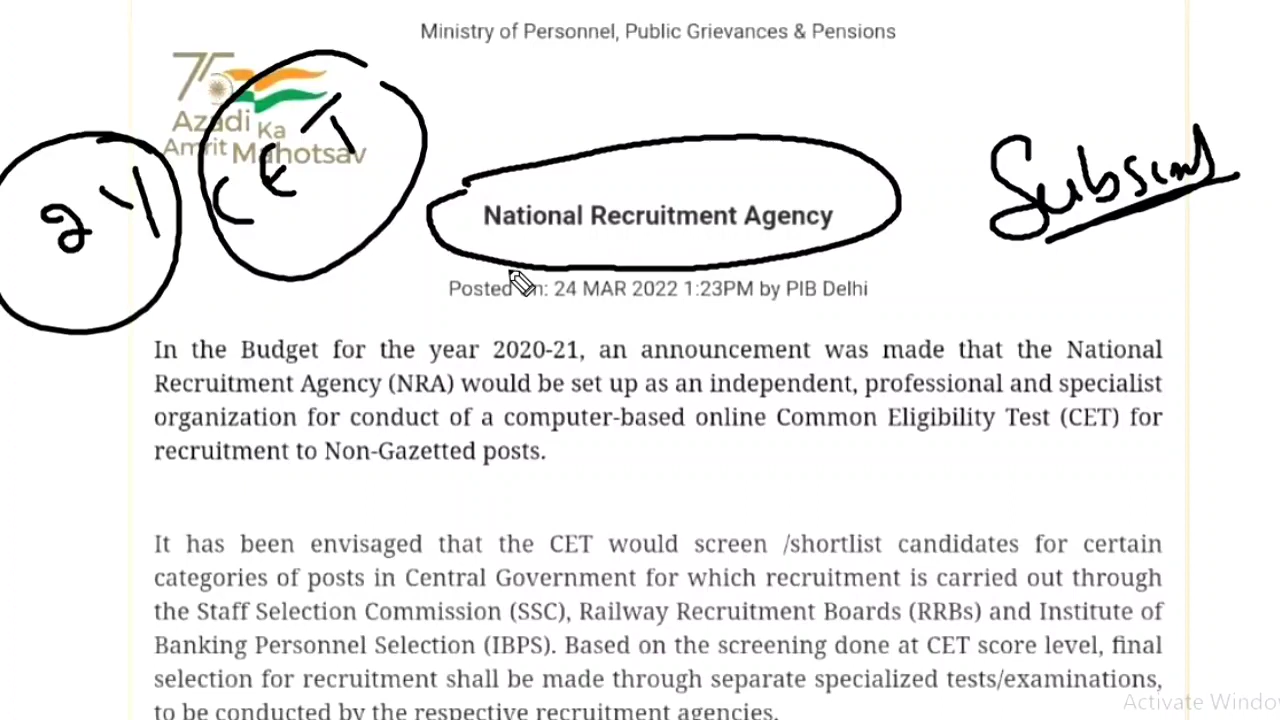 Ministry of Personnel, Public Grievances & Pensions
75
Azadi Ka
Amrit Mahotsav
CET
2Y
National Recruitment Agency
Posted On: 24 MAR 2022 1:23PM by PIB Delhi
In the Budget for the year 2020-21, an announcement was made that the National
Recruitment Agency (NRA) would be set up as an independent, professional and specialist
organization for conduct of a computer-based online Common Eligibility Test (CET) for
recruitment to Non-Gazetted posts.
It has been envisaged that the CET would screen /shortlist candidates for certain
categories of posts in Central Government for which recruitment is carried out through
the Staff Selection Commission (SSC), Railway Recruitment Boards (RRBs) and Institute of
Banking Personnel Selection (IBPS). Based on the screening done at CET score level, final
selection for recruitment shall be made through separate specialized tests/examinations,
to be conducted by the respective recruitment agencies.
Activate Windo